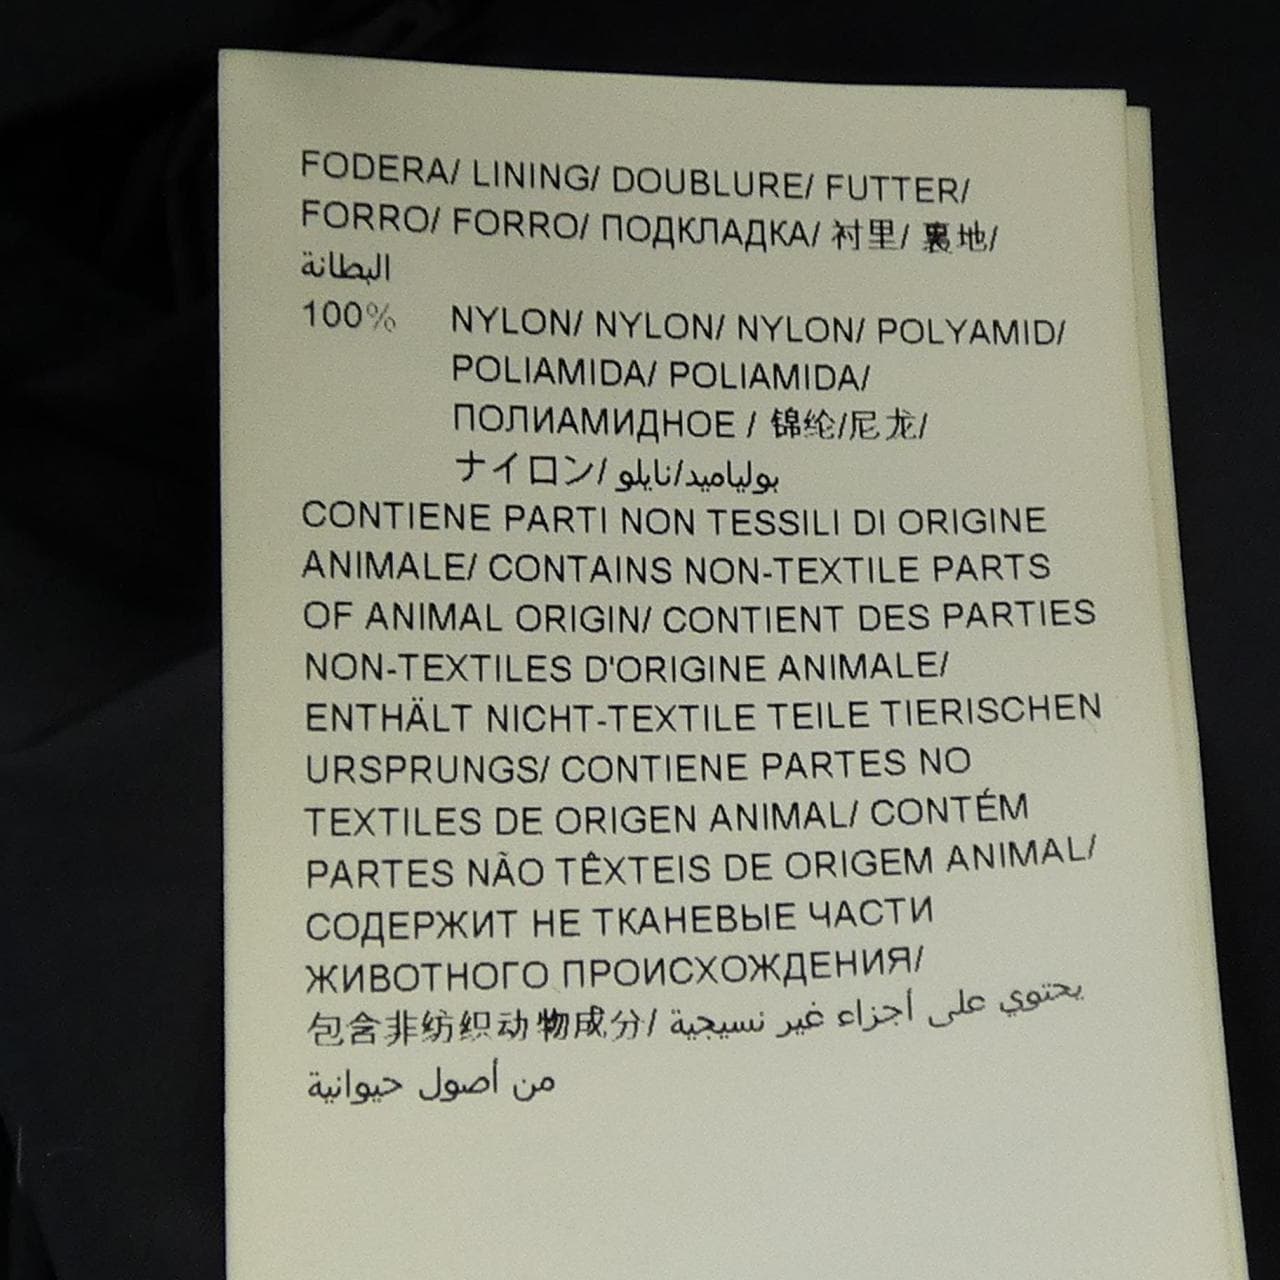 FODERA/ LINING/ DOUBLURE/ FUTTER/
FORRO/ FORRO/ ПОДКЛАДКА/ 衬里/ 裏地/
البطانة
100% NYLON/ NYLON/ NYLON/ POLYAMID/
POLIAMIDA/ POLIAMIDA/
ПОЛИАМИДНОЕ / 锦纶/尼龙/
ナイロン/ بولياميد/نايلو
CONTIENE PARTI NON TESSILI DI ORIGINE
ANIMALE/ CONTAINS NON-TEXTILE PARTS
OF ANIMAL ORIGIN/ CONTIENT DES PARTIES
NON-TEXTILES D'ORIGINE ANIMALE/
ENTHÄLT NICHT-TEXTILE TEILE TIERISCHEN
URSPRUNGS/ CONTIENE PARTES NO
TEXTILES DE ORIGEN ANIMAL/ CONTÉM
PARTES NÃO TÊXTEIS DE ORIGEM ANIMAL/
СОДЕРЖИТ НЕ ТКАНЕВЫЕ ЧАСТИ
ЖИВОТНОГО ПРОИСХОЖДЕНИЯ/
包含非纺织动物成分/ يحتوي على أجزاء غير نسيجية
من أصول حيوانية